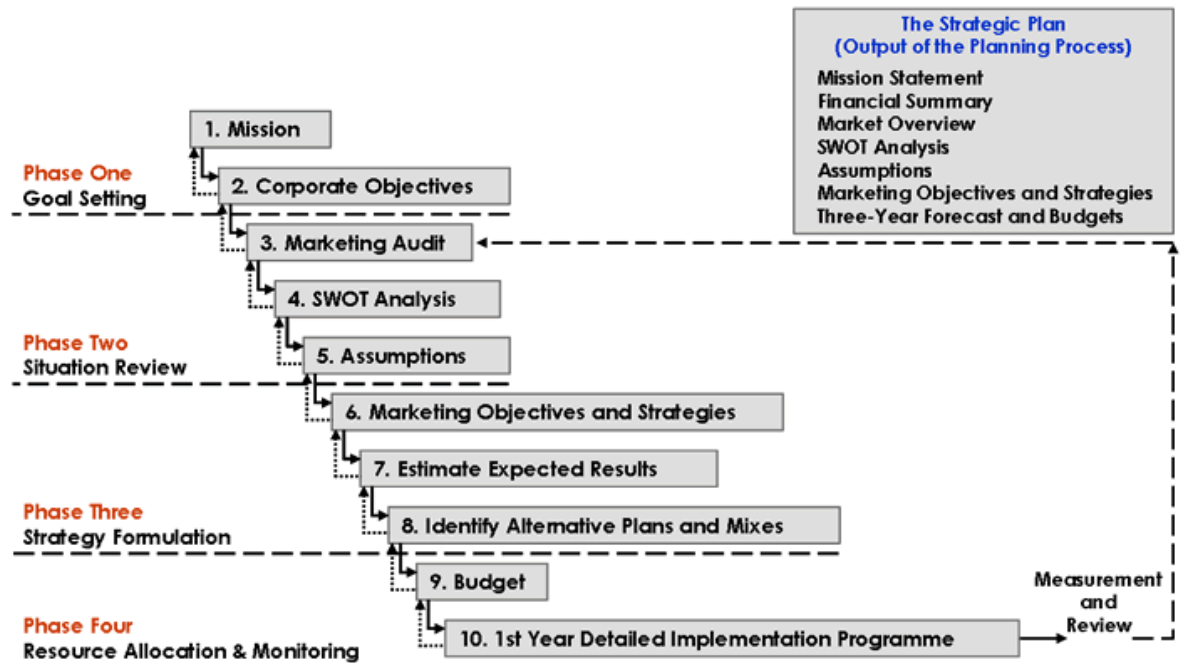 The Strategic Plan
(Output of the Planning Process)
Mission Statement
Financial Summary
Market Overview
SWOT Analysis
Assumptions
Marketing Objectives and Strategies
Three-Year Forecast and Budgets
1. Mission
Phase One
Goal Setting
2. Corporate Objectives
3. Marketing Audit
4. SWOT Analysis
Phase Two
Situation Review
5. Assumptions
6. Marketing Objectives and Strategies
7. Estimate Expected Results
Phase Three
Strategy Formulation
8. Identify Alternative Plans and Mixes
9. Budget
Measurement
and
Review
Phase Four
Resource Allocation & Monitoring
10. 1st Year Detailed Implementation Programme